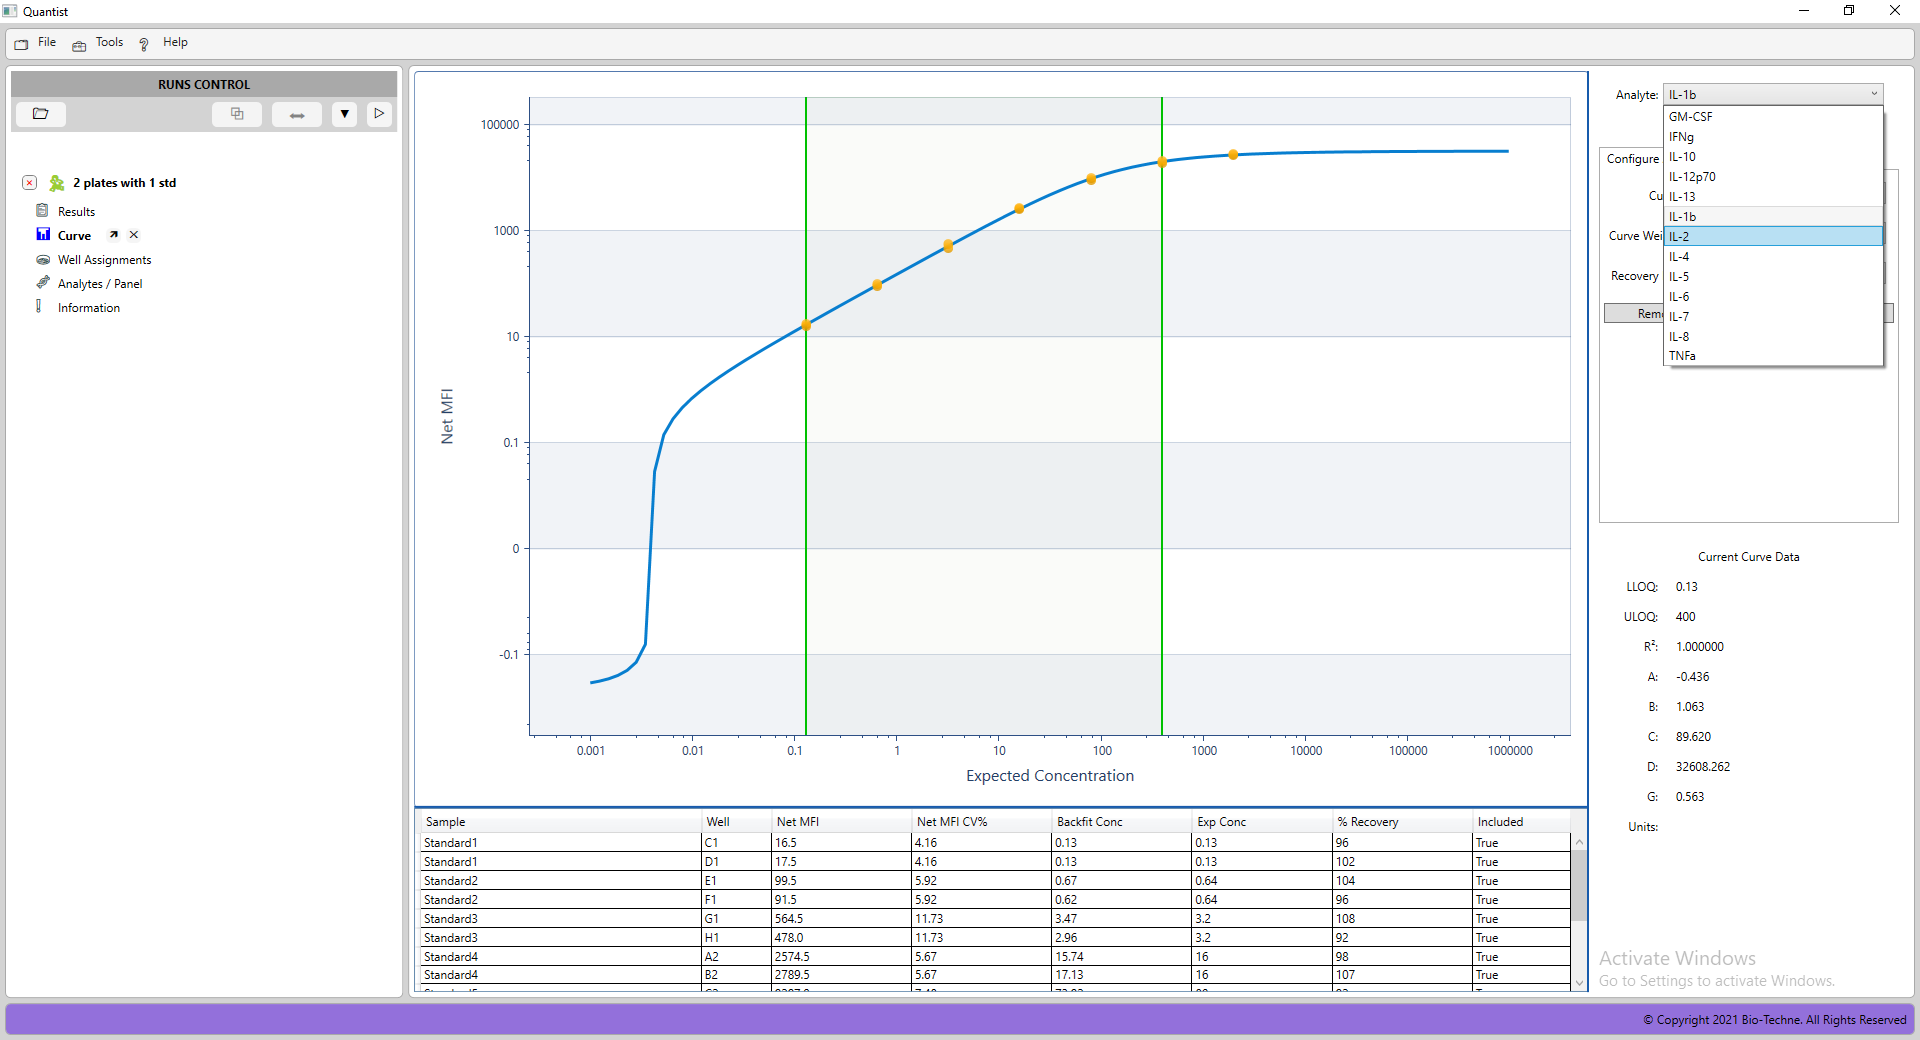 Quantist
File Tools Help
RUNS CONTROL
2 plates with 1 std
Results
Curve
Well Assignments
Analytes / Panel
Information
Net MFI
100000
1000
10
0.1
0
-0.1
0.001 0.01 0.1 1 10 100 1000 10000 100000 1000000
Expected Concentration
Analyte: IL-1b
GM-CSF
IFNg
IL-10
IL-12p70
IL-13
IL-1b
IL-2
IL-4
IL-5
IL-6
IL-7
IL-8
TNFa
Configure
Cu
Curve Wei
Recovery
Rem
Current Curve Data
LLOQ: 0.13
ULOQ: 400
R²: 1.000000
A: -0.436
B: 1.063
C: 89.620
D: 32608.262
G: 0.563
Units:
Sample Well Net MFI Net MFI CV% Backfit Conc Exp Conc % Recovery Included
Standard1 C1 16.5 4.16 0.13 0.13 96 True
Standard1 D1 17.5 4.16 0.13 0.13 102 True
Standard2 E1 99.5 5.92 0.67 0.64 104 True
Standard2 F1 91.5 5.92 0.62 0.64 96 True
Standard3 G1 564.5 11.73 3.47 3.2 108 True
Standard3 H1 478.0 11.73 2.96 3.2 92 True
Standard4 A2 2574.5 5.67 15.74 16 98 True
Standard4 B2 2789.5 5.67 17.13 16 107 True
Activate Windows
Go to Settings to activate Windows.
© Copyright 2021 Bio-Techne. All Rights Reserved